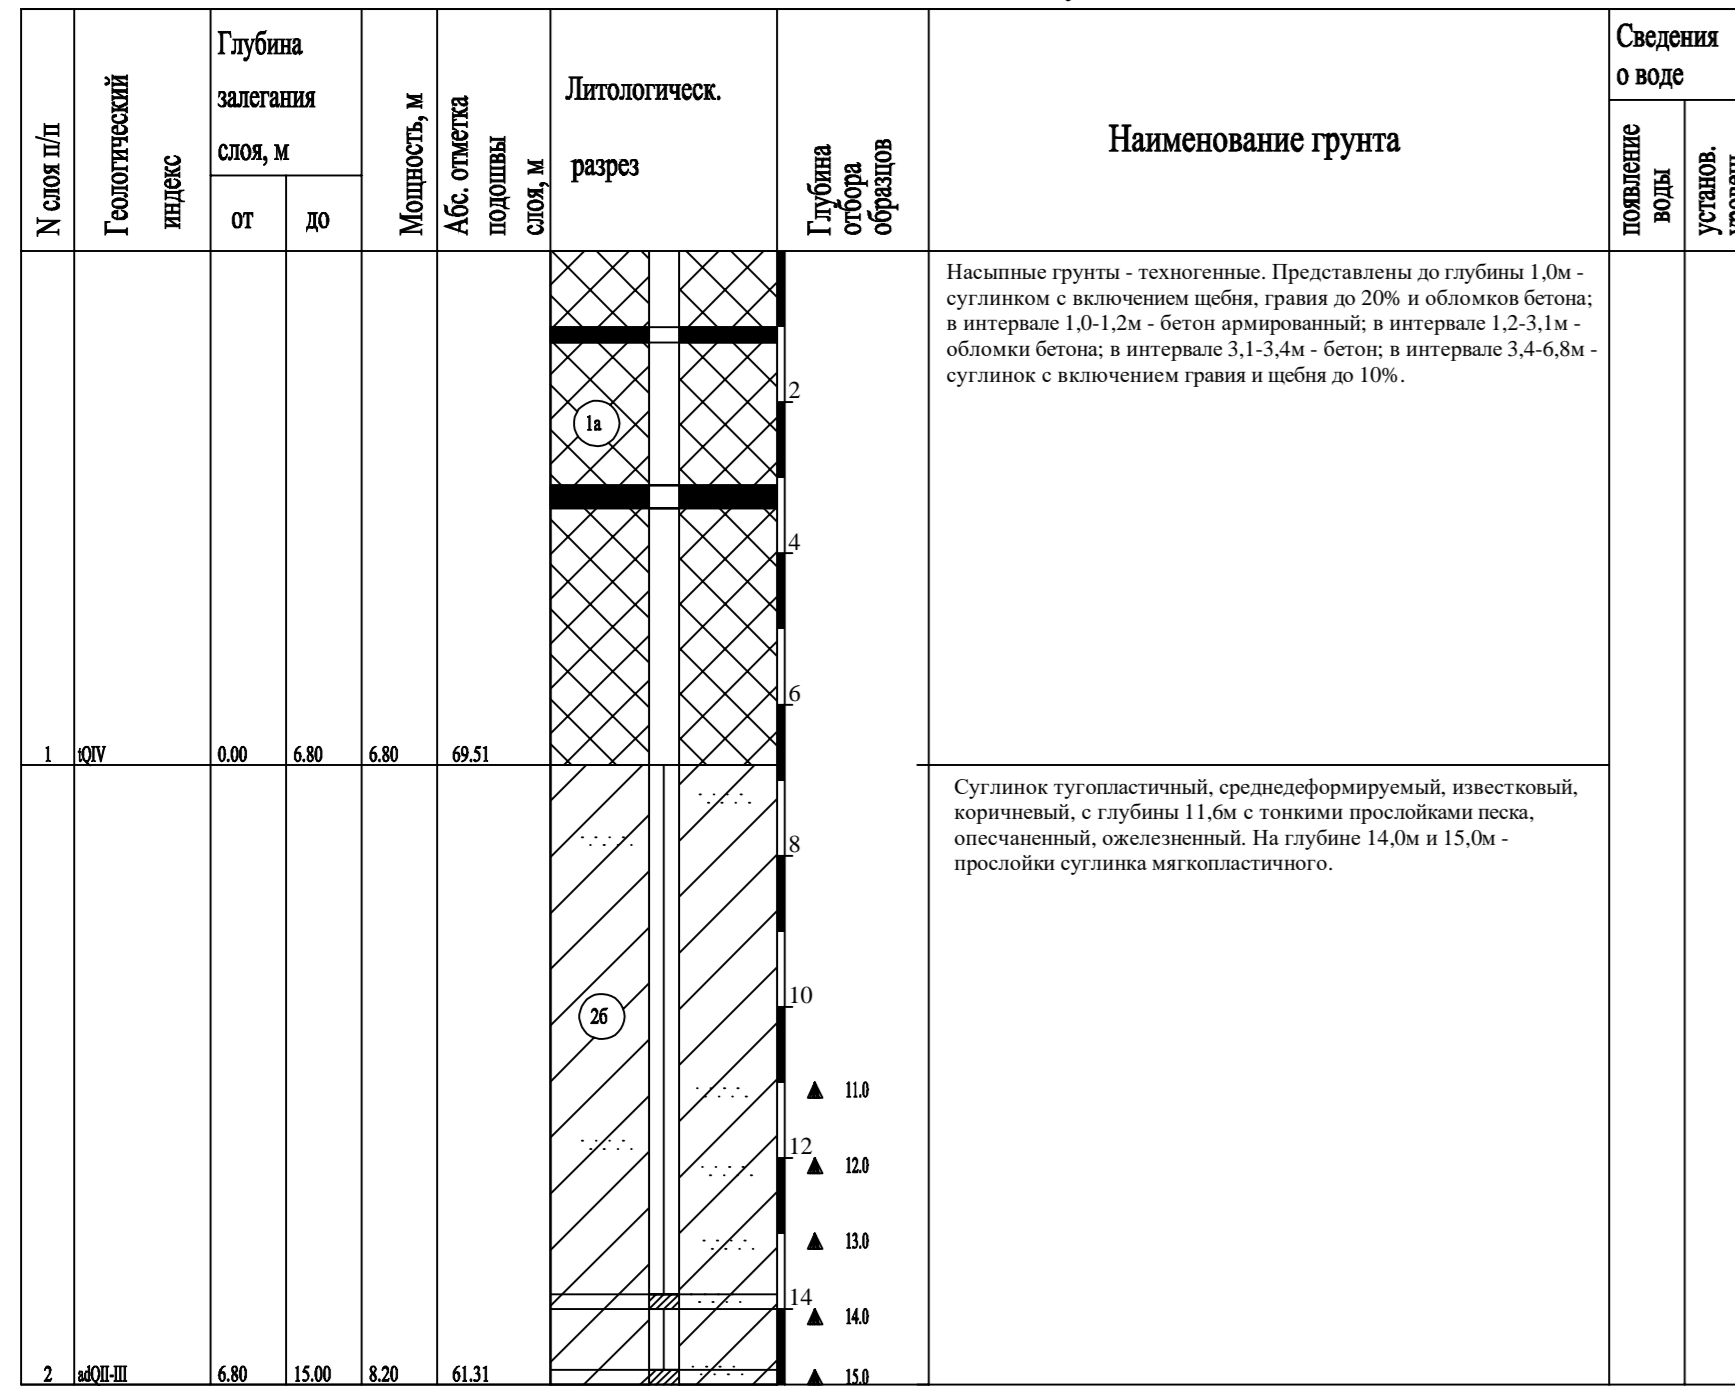 N слоя п/п
Геологический
индекс
Глубина
залегания
слоя, м
от
до
Мощность, м
Абс. отметка
подошвы
слоя, м
Литологическ.
разрез
Глубина
отбора
образцов
Наименование грунта
Сведения
о воде
появление
воды
установ.
Насыпные грунты - техногенные. Представлены до глубины 1,0м -
суглинком с включением щебня, гравия до 20% и обломков бетона;
в интервале 1,0-1,2м - бетон армированный; в интервале 1,2-3,1м -
обломки бетона; в интервале 3,1-3,4м - бетон; в интервале 3,4-6,8м -
суглинок с включением гравия и щебня до 10%.
2
1а
4
6
1 tQIV 0.00 6.80 6.80 69.51
Суглинок тугопластичный, среднедеформируемый, известковый,
коричневый, с глубины 11,6м с тонкими прослойками песка,
опесчаненный, ожелезненный. На глубине 14,0м и 15,0м -
прослойки суглинка мягкопластичного.
8
10
2б
11.0
12
12.0
13.0
14
14.0
2 adQII-III 6.80 15.00 8.20 61.31 15.0